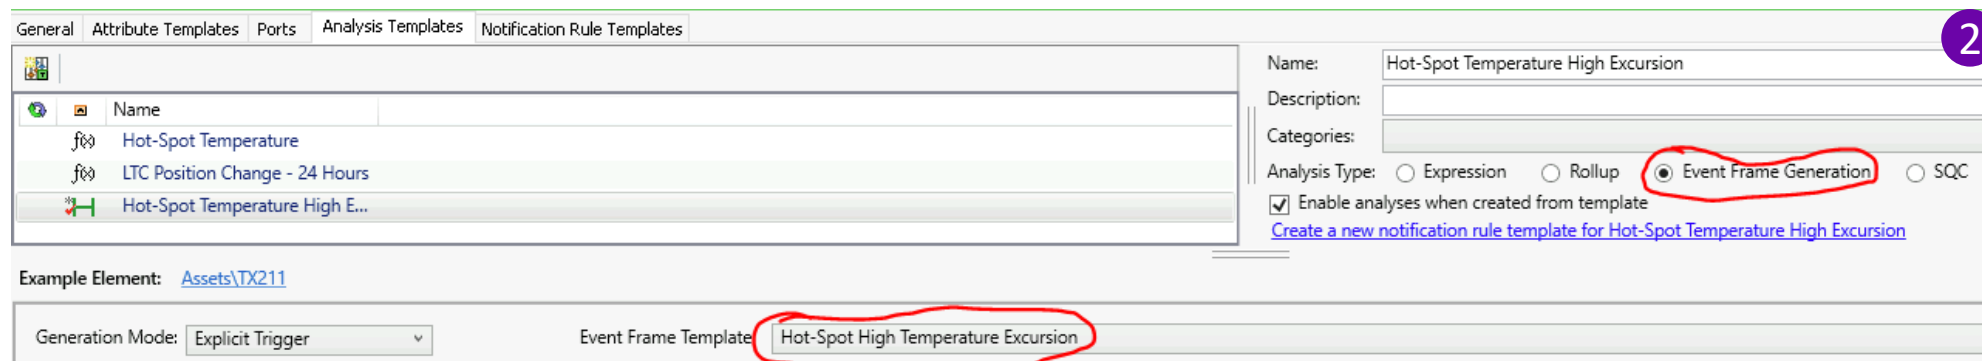 General Attribute Templates Ports Analysis Templates Notification Rule Templates
2
Name: Hot-Spot Temperature High Excursion
Description:
Categories:
Analysis Type: Expression Rollup Event Frame Generation SQC
Enable analyses when created from template
Create a new notification rule template for Hot-Spot Temperature High Excursion
Name
f(x) Hot-Spot Temperature
f(x) LTC Position Change - 24 Hours
Hot-Spot Temperature High E...
Example Element: Assets\TX211
Generation Mode: Explicit Trigger Event Frame Template Hot-Spot High Temperature Excursion